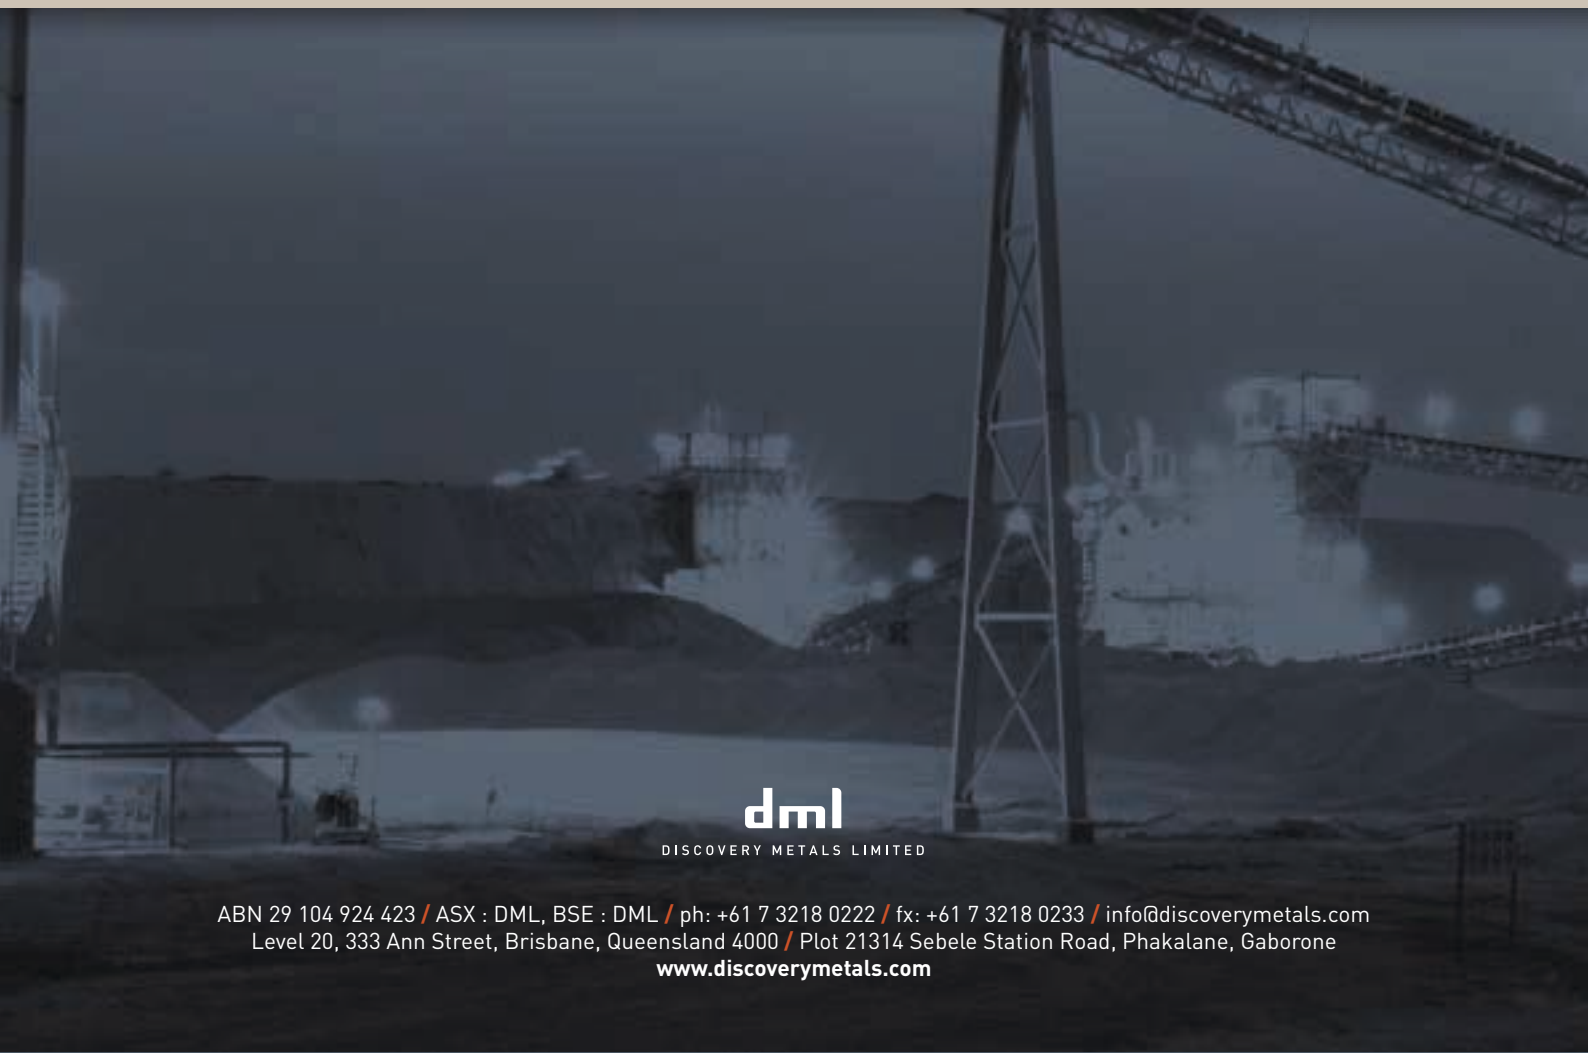 dml
DISCOVERY METALS LIMITED
ABN 29 104 924 423 / ASX : DML, BSE : DML / ph: +61 7 3218 0222 / fx: +61 7 3218 0233 / info@discoverymetals.com
Level 20, 333 Ann Street, Brisbane, Queensland 4000 / Plot 21314 Sebele Station Road, Phakalane, Gaborone
www.discoverymetals.com